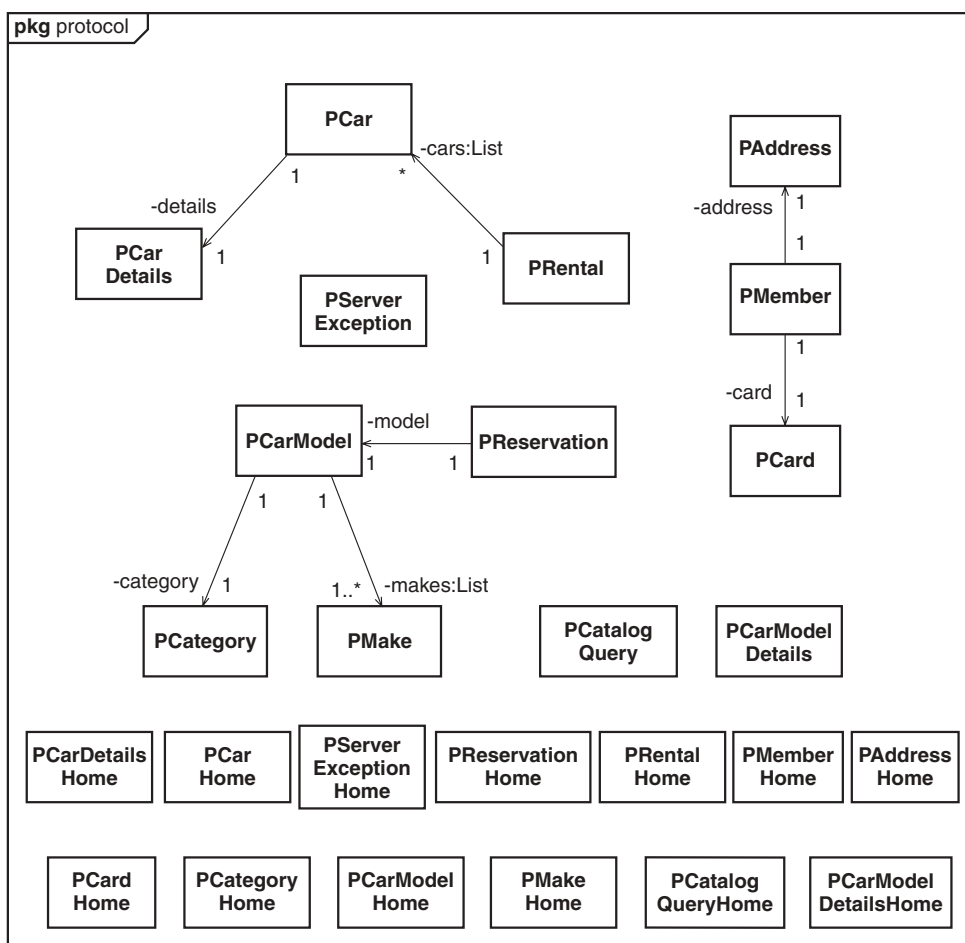 pkg protocol
PCar
-cars:List
1
*
PAddress
-details
-address
1
1
PCar
Details
1
1
PRental
PServer
Exception
PMember
1
-card
1
-model
PCarModel
PReservation
1
1
PCard
1
1
-category
1
1..*
-makes:List
PCategory
PMake
PCatalog
Query
PCarModel
Details
PCarDetails
Home
PCar
Home
PServer
Exception
Home
PReservation
Home
PRental
Home
PMember
Home
PAddress
Home
PCard
Home
PCategory
Home
PCarModel
Home
PMake
Home
PCatalog
QueryHome
PCarModel
DetailsHome